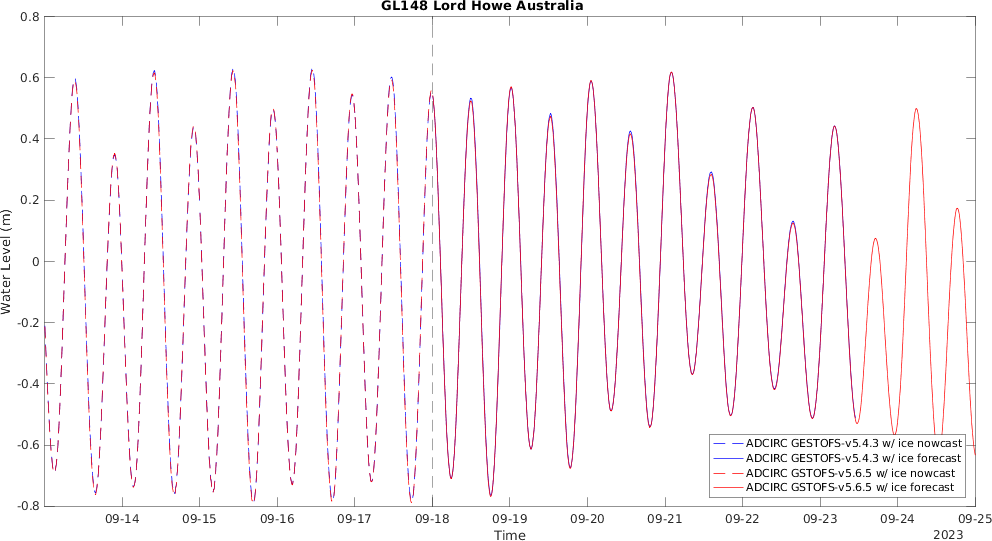 GL148 Lord Howe Australia
0.8
0.6
0.4
0.2
0
-0.2
-0.4
-0.6
-0.8
Water Level (m)
ADCIRC GESTOFS-v5.4.3 w/ ice nowcast
ADCIRC GESTOFS-v5.4.3 w/ ice forecast
ADCIRC GSTOFS-v5.6.5 w/ ice nowcast
ADCIRC GSTOFS-v5.6.5 w/ ice forecast
09-14 09-15 09-16 09-17 09-18 09-19 09-20 09-21 09-22 09-23 09-24 09-25
Time
2023